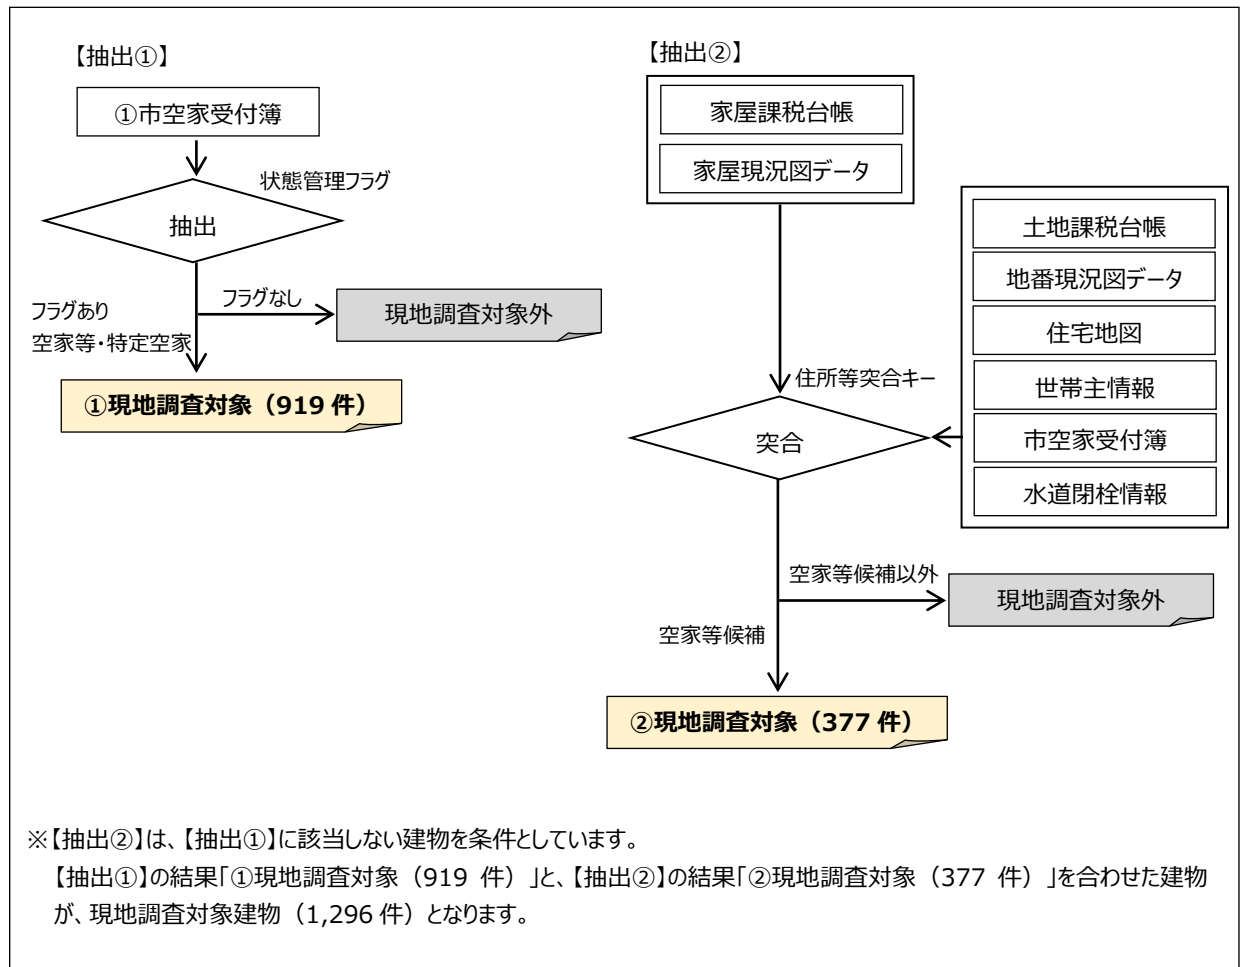 【抽出①】
①市空家受付簿
状態管理フラグ
抽出
フラグなし
フラグあり
空家等・特定空家
現地調査対象外
①現地調査対象（919 件）
【抽出②】
家屋課税台帳
家屋現況図データ
土地課税台帳
地番現況図データ
住宅地図
世帯主情報
市空家受付簿
水道閉栓情報
住所等突合キー
突合
空家等候補以外
現地調査対象外
空家等候補
②現地調査対象（377 件）
※【抽出②】は、【抽出①】に該当しない建物を条件としています。
【抽出①】の結果「①現地調査対象（919 件）」と、【抽出②】の結果「②現地調査対象（377 件）」を合わせた建物
が、現地調査対象建物（1,296 件）となります。